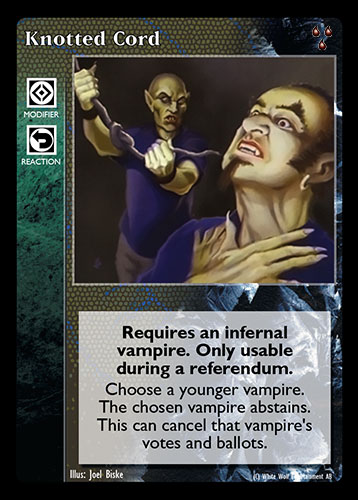 Knotted Cord
MODIFIER
REACTION
Requires an infernal
vampire. Only usable
during a referendum.
Choose a younger vampire.
The chosen vampire abstains.
This can cancel that vampire's
votes and ballots.
Illus: Joel Biske
(C) White Wolf Entertainment AB